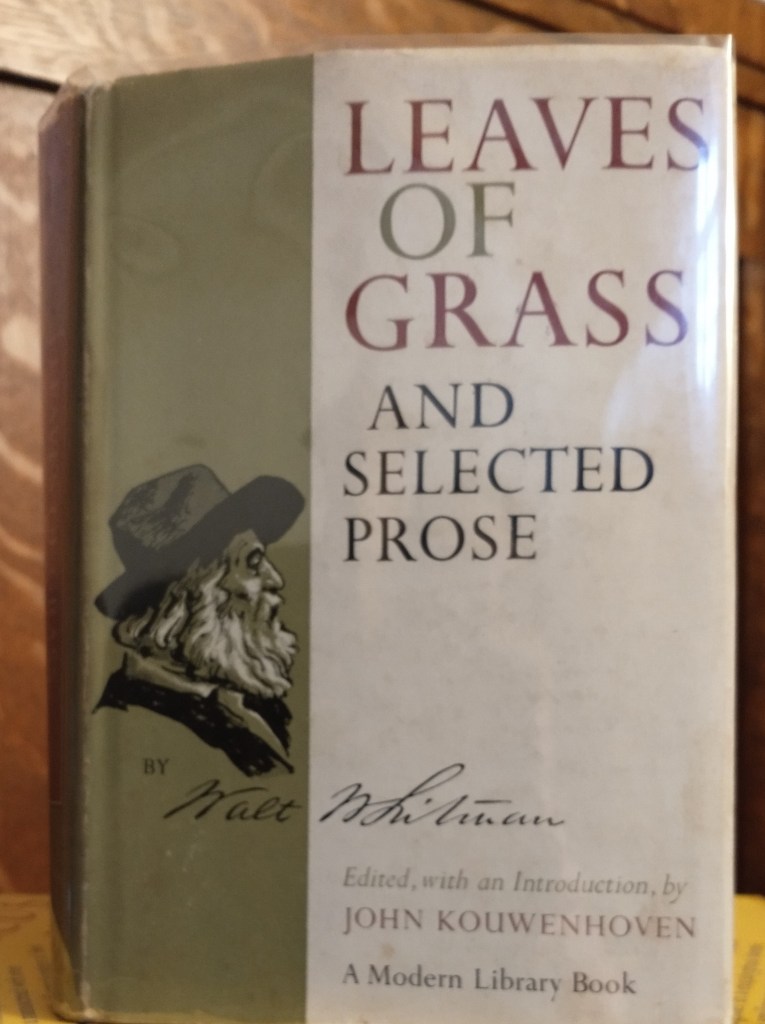 LEAVES
OF
GRASS
AND
SELECTED
PROSE
BY
Walt Whitman
Edited, with an Introduction, by
JOHN KOUWENHOVEN
A Modern Library Book